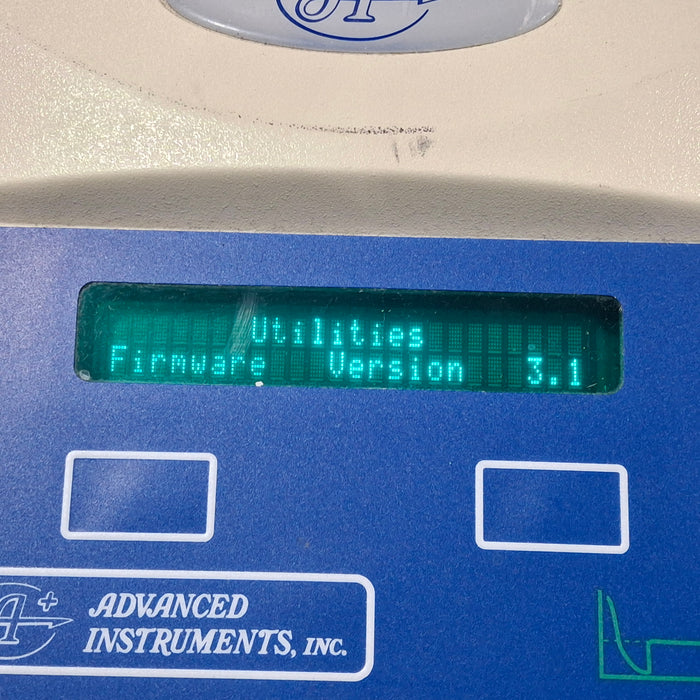 Utilities
Firmware Version 3.1
ADVANCED
INSTRUMENTS, INC.